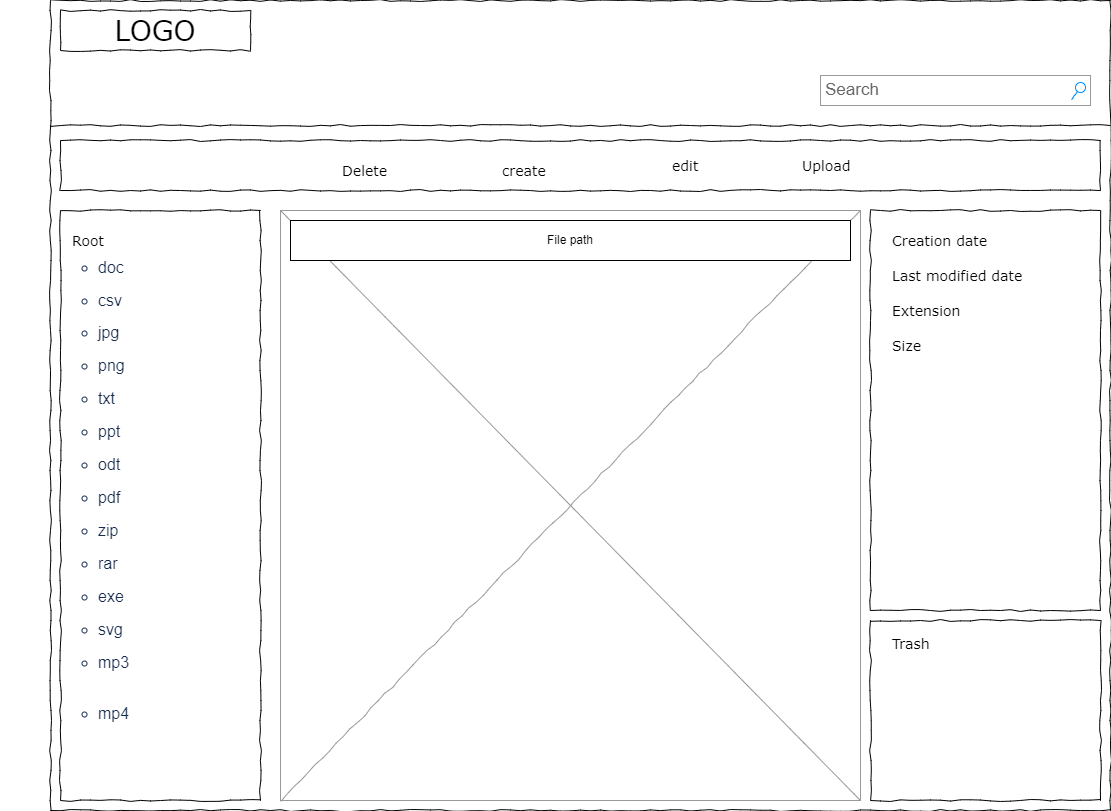 LOGO
Search
Delete
create
edit
Upload
Root
doc
csv
jpg
png
txt
ppt
odt
pdf
zip
rar
exe
svg
mp3
mp4
File path
Creation date
Last modified date
Extension
Size
Trash